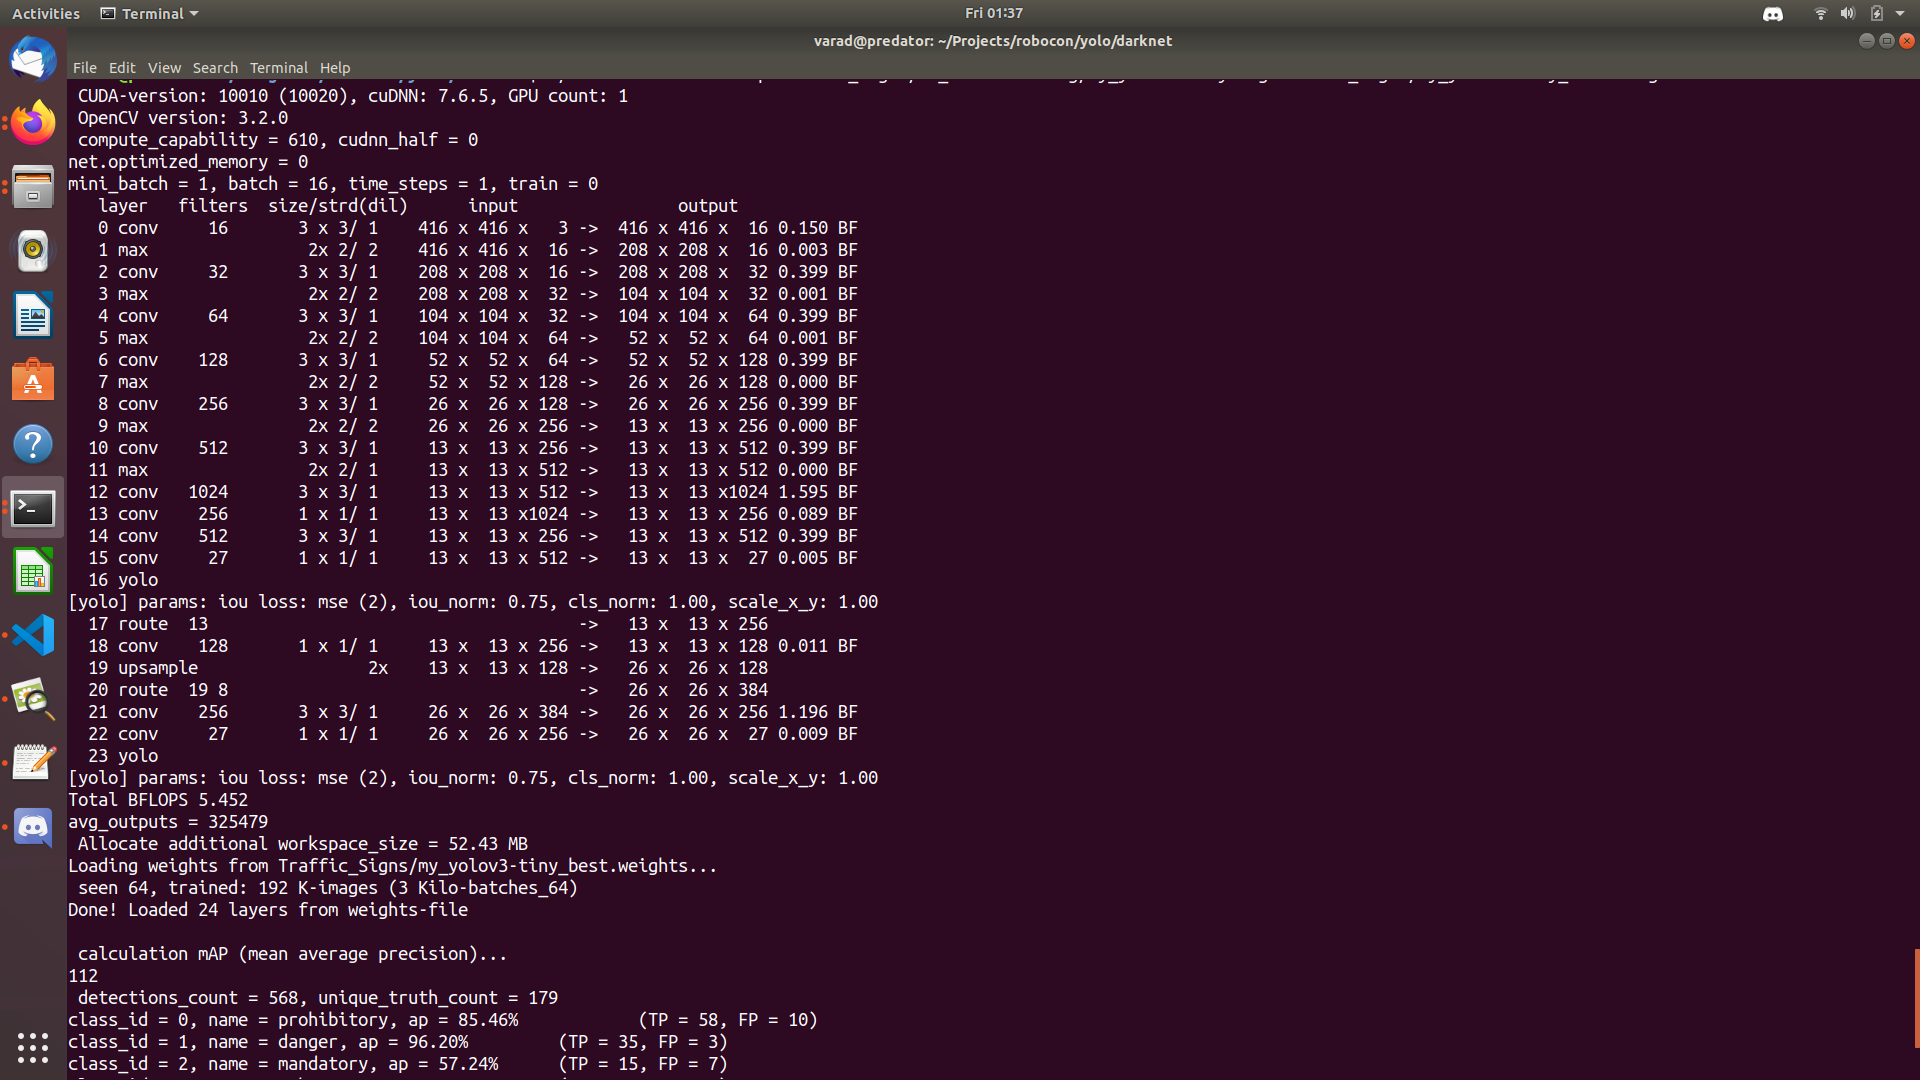 Activities Terminal Fri 01:37
varad@predator: ~/Projects/robocon/yolo/darknet
File Edit View Search Terminal Help
CUDA-version: 10010 (10020), cuDNN: 7.6.5, GPU count: 1
OpenCV version: 3.2.0
compute_capability = 610, cudnn_half = 0
net.optimized_memory = 0
mini_batch = 1, batch = 16, time_steps = 1, train = 0
layer filters size/strd(dil) input output
0 conv 16 3 x 3/ 1 416 x 416 x 3 -> 416 x 416 x 16 0.150 BF
1 max 2x 2/ 2 416 x 416 x 16 -> 208 x 208 x 16 0.003 BF
2 conv 32 3 x 3/ 1 208 x 208 x 16 -> 208 x 208 x 32 0.399 BF
3 max 2x 2/ 2 208 x 208 x 32 -> 104 x 104 x 32 0.001 BF
4 conv 64 3 x 3/ 1 104 x 104 x 32 -> 104 x 104 x 64 0.399 BF
5 max 2x 2/ 2 104 x 104 x 64 -> 52 x 52 x 64 0.001 BF
6 conv 128 3 x 3/ 1 52 x 52 x 64 -> 52 x 52 x 128 0.399 BF
7 max 2x 2/ 2 52 x 52 x 128 -> 26 x 26 x 128 0.000 BF
8 conv 256 3 x 3/ 1 26 x 26 x 128 -> 26 x 26 x 256 0.399 BF
9 max 2x 2/ 2 26 x 26 x 256 -> 13 x 13 x 256 0.000 BF
10 conv 512 3 x 3/ 1 13 x 13 x 256 -> 13 x 13 x 512 0.399 BF
11 max 2x 2/ 1 13 x 13 x 512 -> 13 x 13 x 512 0.000 BF
12 conv 1024 3 x 3/ 1 13 x 13 x 512 -> 13 x 13 x1024 1.595 BF
13 conv 256 1 x 1/ 1 13 x 13 x1024 -> 13 x 13 x 256 0.089 BF
14 conv 512 3 x 3/ 1 13 x 13 x 256 -> 13 x 13 x 512 0.399 BF
15 conv 27 1 x 1/ 1 13 x 13 x 512 -> 13 x 13 x 27 0.005 BF
16 yolo
[yolo] params: iou loss: mse (2), iou_norm: 0.75, cls_norm: 1.00, scale_x_y: 1.00
17 route 13 -> 13 x 13 x 256
18 conv 128 1 x 1/ 1 13 x 13 x 256 -> 13 x 13 x 128 0.011 BF
19 upsample 2x 13 x 13 x 128 -> 26 x 26 x 128
20 route 19 8 -> 26 x 26 x 384
21 conv 256 3 x 3/ 1 26 x 26 x 384 -> 26 x 26 x 256 1.196 BF
22 conv 27 1 x 1/ 1 26 x 26 x 256 -> 26 x 26 x 27 0.009 BF
23 yolo
[yolo] params: iou loss: mse (2), iou_norm: 0.75, cls_norm: 1.00, scale_x_y: 1.00
Total BFLOPS 5.452
avg_outputs = 325479
Allocate additional workspace_size = 52.43 MB
Loading weights from Traffic_Signs/my_yolov3-tiny_best.weights...
seen 64, trained: 192 K-images (3 Kilo-batches_64)
Done! Loaded 24 layers from weights-file
calculation mAP (mean average precision)...
112
detections_count = 568, unique_truth_count = 179
class_id = 0, name = prohibitory, ap = 85.46% (TP = 58, FP = 10)
class_id = 1, name = danger, ap = 96.20% (TP = 35, FP = 3)
class_id = 2, name = mandatory, ap = 57.24% (TP = 15, FP = 7)